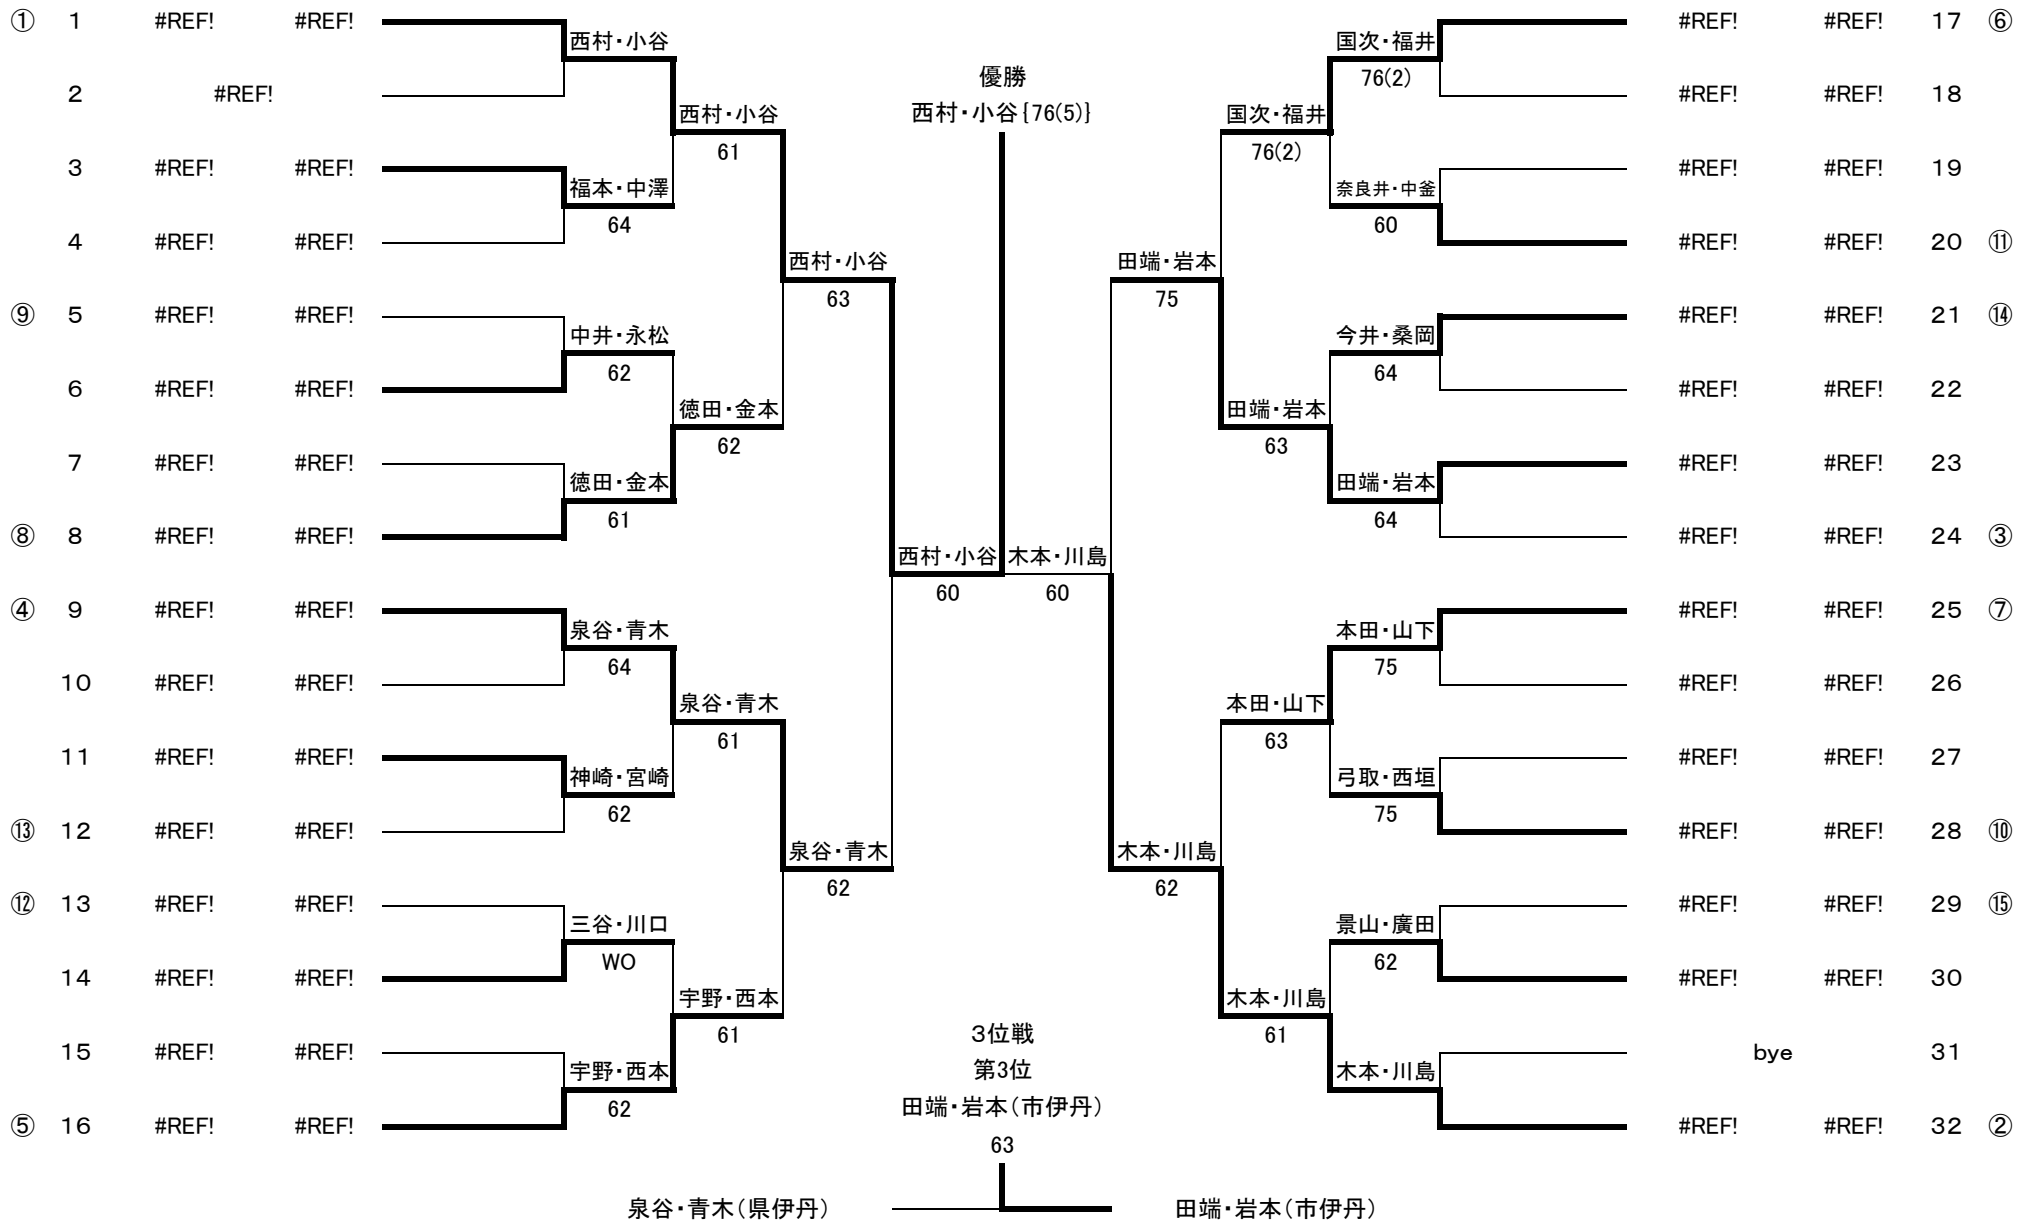 ① 1 #REF! #REF! #REF! #REF! 17 ⑥
西村・小谷 国次・福井
優勝 76(2)
2 #REF! #REF! #REF! 18
西村・小谷 西村・小谷{76(5)} 国次・福井
61 76(2)
3 #REF! #REF! #REF! #REF! 19
福本・中澤 奈良井・中釜
64 60
4 #REF! #REF! #REF! #REF! 20 ⑪
西村・小谷 田端・岩本
63 75
⑨ 5 #REF! #REF! #REF! #REF! 21 ⑭
中井・永松 今井・桑岡
62 64
6 #REF! #REF! #REF! #REF! 22
徳田・金本 田端・岩本
62 63
7 #REF! #REF! #REF! #REF! 23
徳田・金本 田端・岩本
61 64
⑧ 8 #REF! #REF! #REF! #REF! 24 ③
西村・小谷 木本・川島
60 60
④ 9 #REF! #REF! #REF! #REF! 25 ⑦
泉谷・青木 本田・山下
64 75
10 #REF! #REF! #REF! #REF! 26
泉谷・青木 本田・山下
61 63
11 #REF! #REF! #REF! #REF! 27
神崎・宮崎 弓取・西垣
62 75
⑬ 12 #REF! #REF! #REF! #REF! 28 ⑩
泉谷・青木 木本・川島
62 62
⑫ 13 #REF! #REF! #REF! #REF! 29 ⑮
三谷・川口 景山・廣田
WO 62
14 #REF! #REF! #REF! #REF! 30
宇野・西本 木本・川島
61 61
3位戦
15 #REF! #REF! bye 31
宇野・西本 第3位 木本・川島
62 田端・岩本（市伊丹）
⑤ 16 #REF! #REF! #REF! #REF! 32 ②
63
泉谷・青木（県伊丹） 田端・岩本（市伊丹）